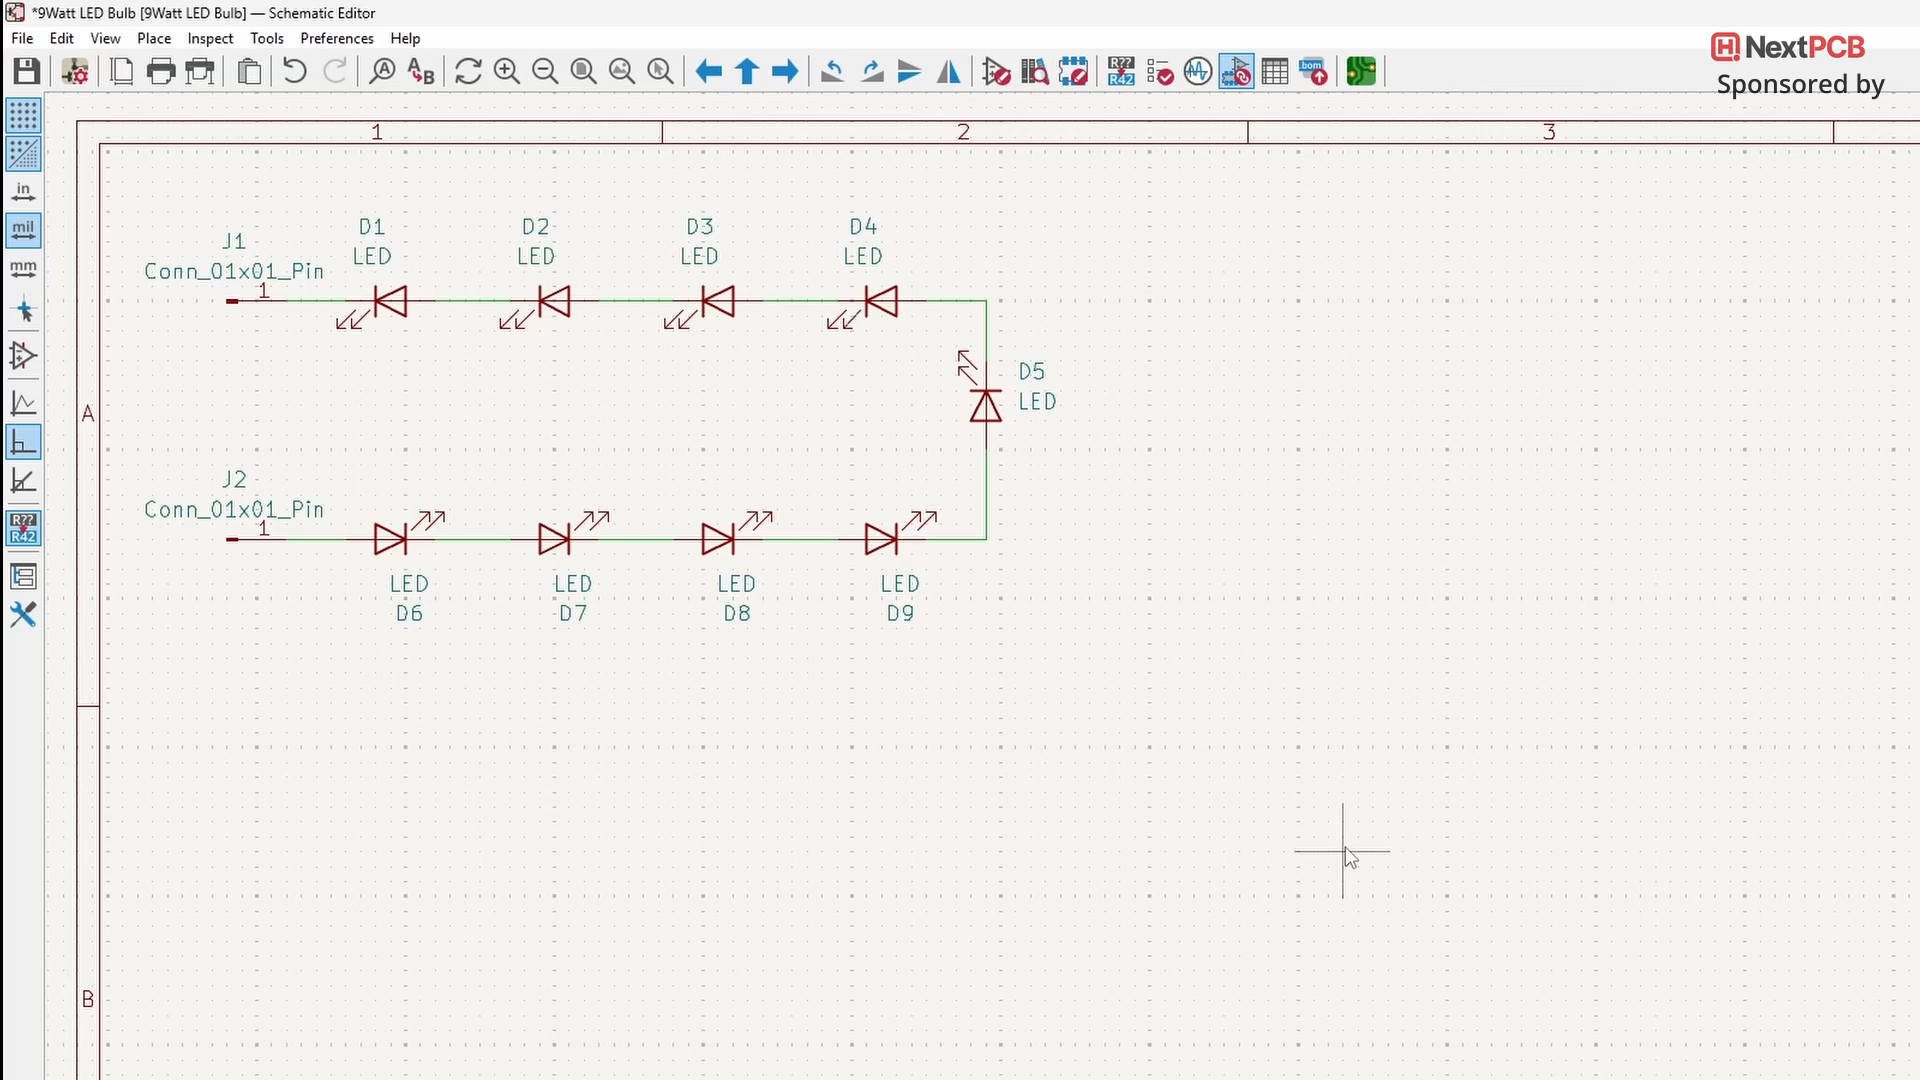 *9Watt LED Bulb [9Watt LED Bulb] — Schematic Editor
File Edit View Place Inspect Tools Preferences Help
NextPCB
Sponsored by
A
A B
R??
R42
bom
in
mil
mm
R??
R42
1 2 3
A
B
J1
Conn_01x01_Pin
1
D1
LED
D2
LED
D3
LED
D4
LED
D5
LED
J2
Conn_01x01_Pin
1
LED
D6
LED
D7
LED
D8
LED
D9